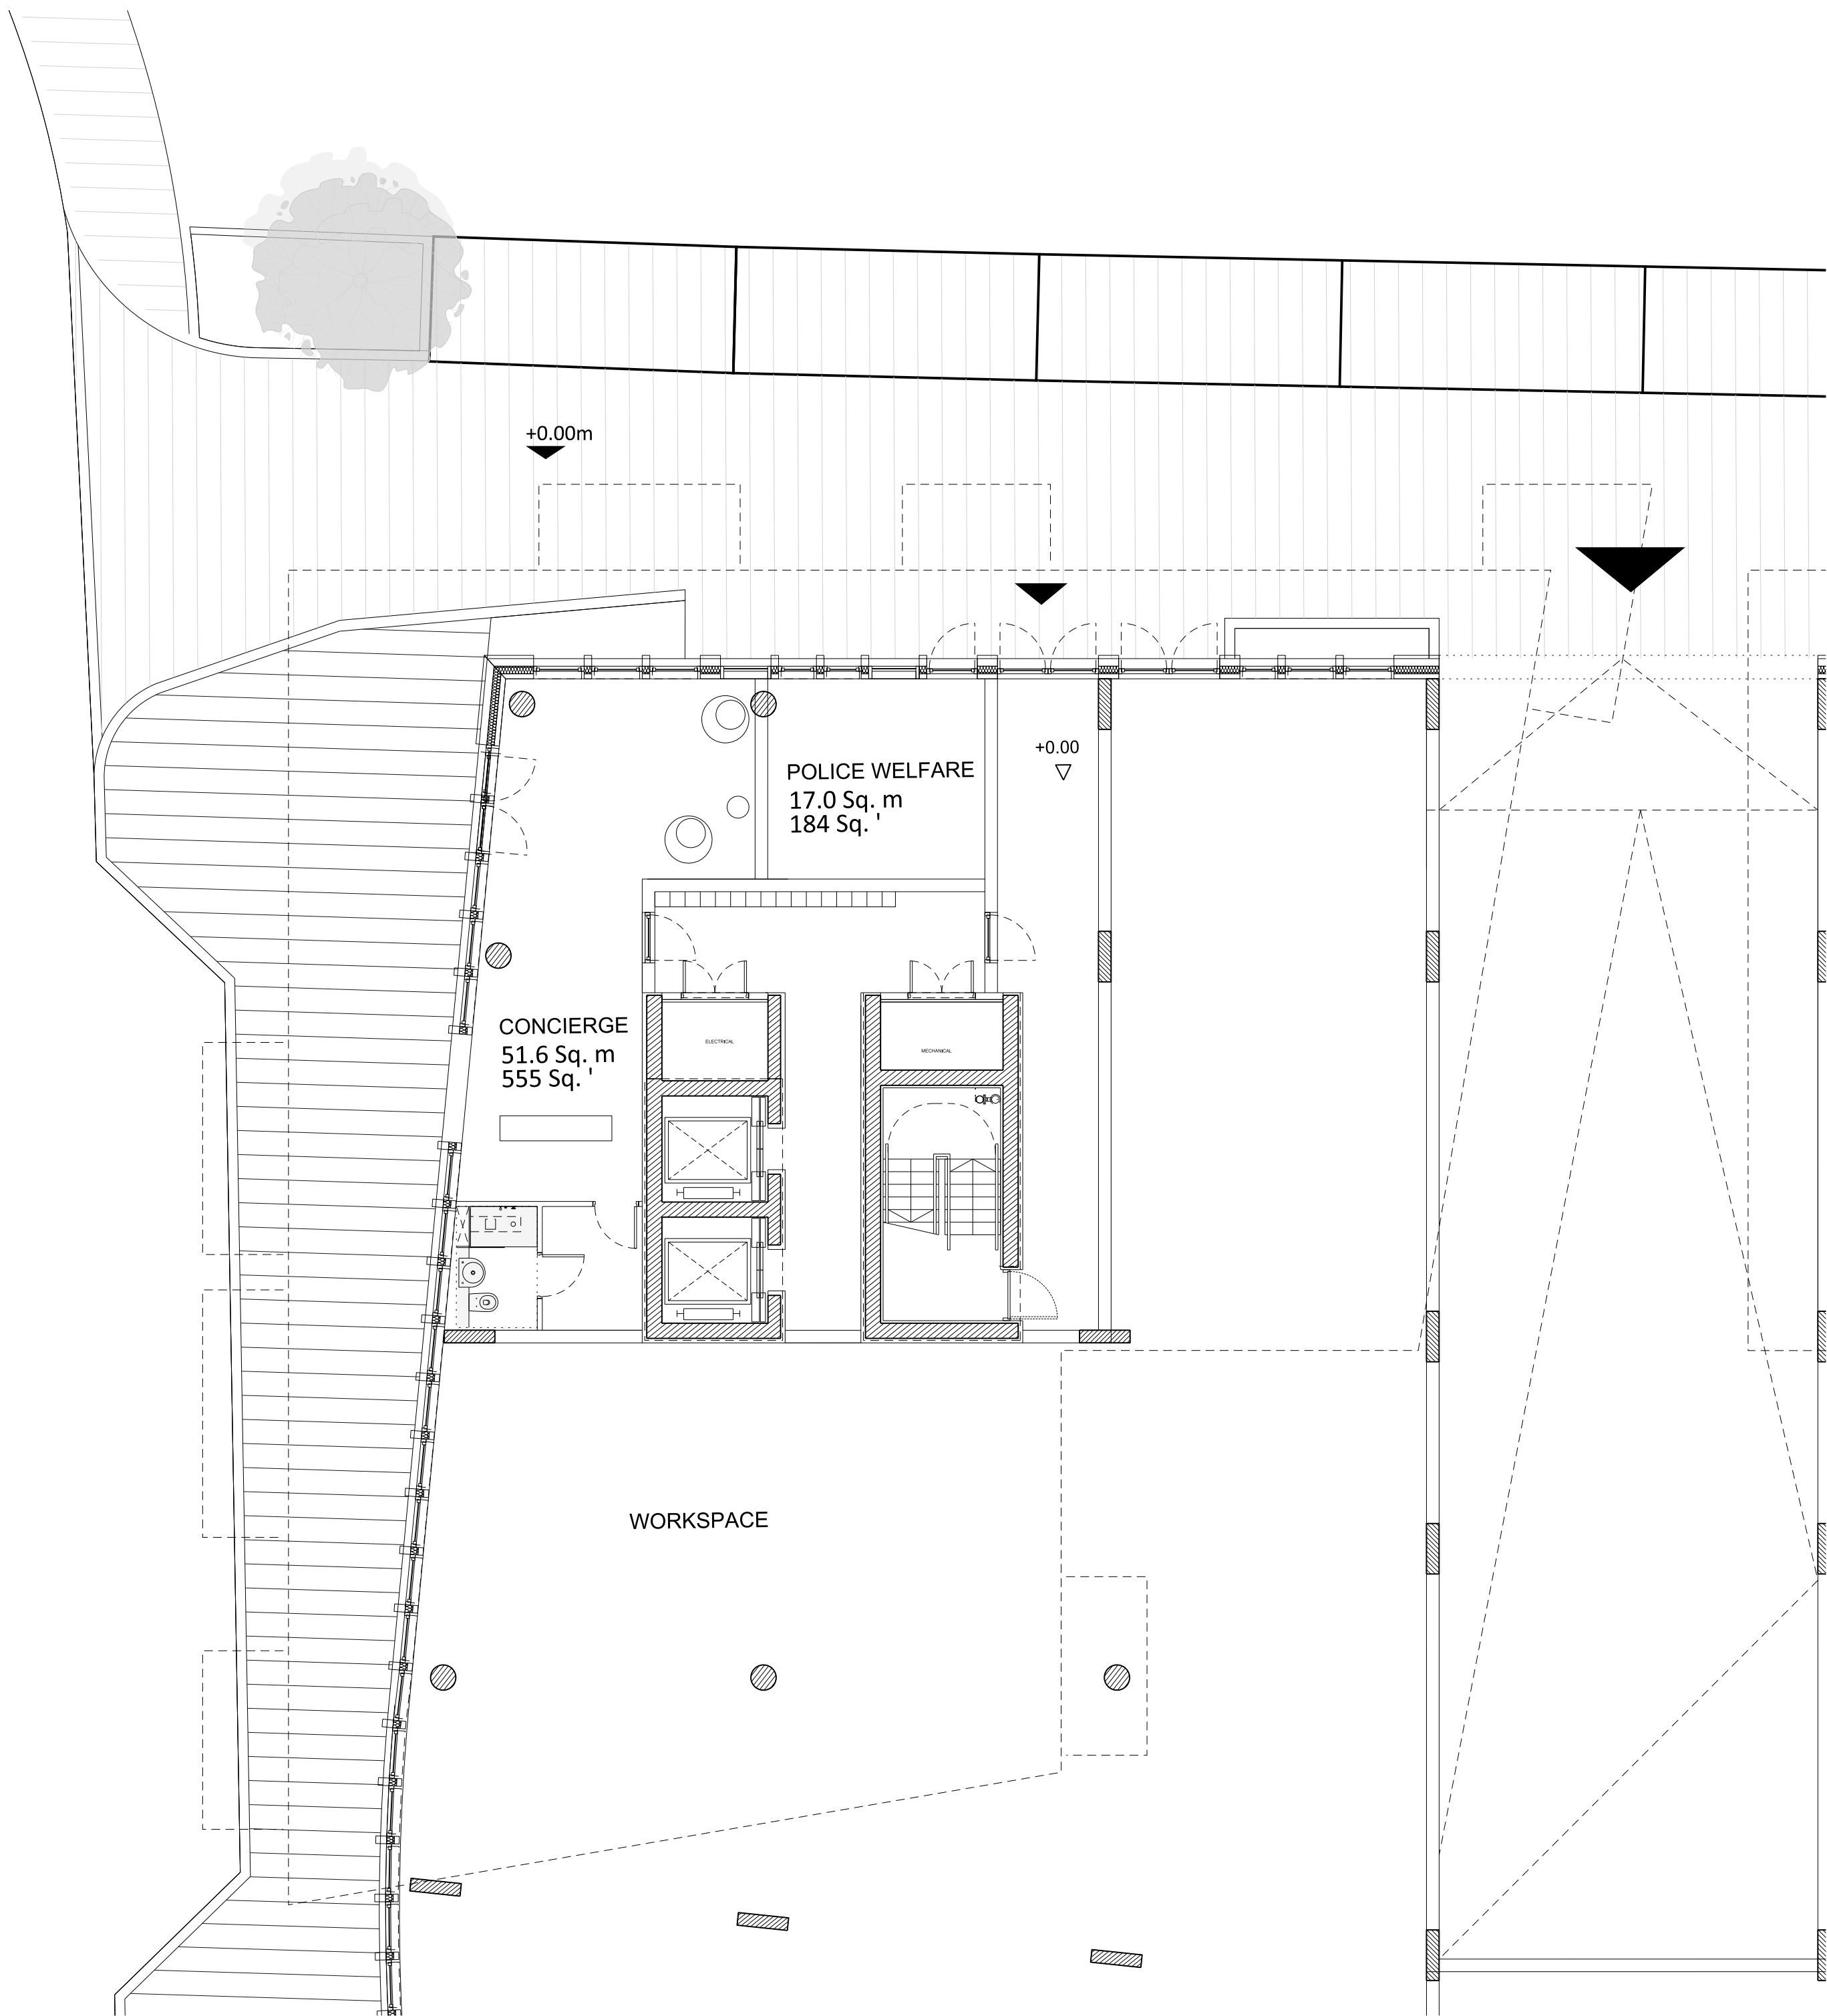 +0.00m
+0.00
POLICE WELFARE
17.0 Sq. m
184 Sq. '
CONCIERGE
51.6 Sq. m
555 Sq. '
ELECTRICAL
MECHANICAL
WORKSPACE